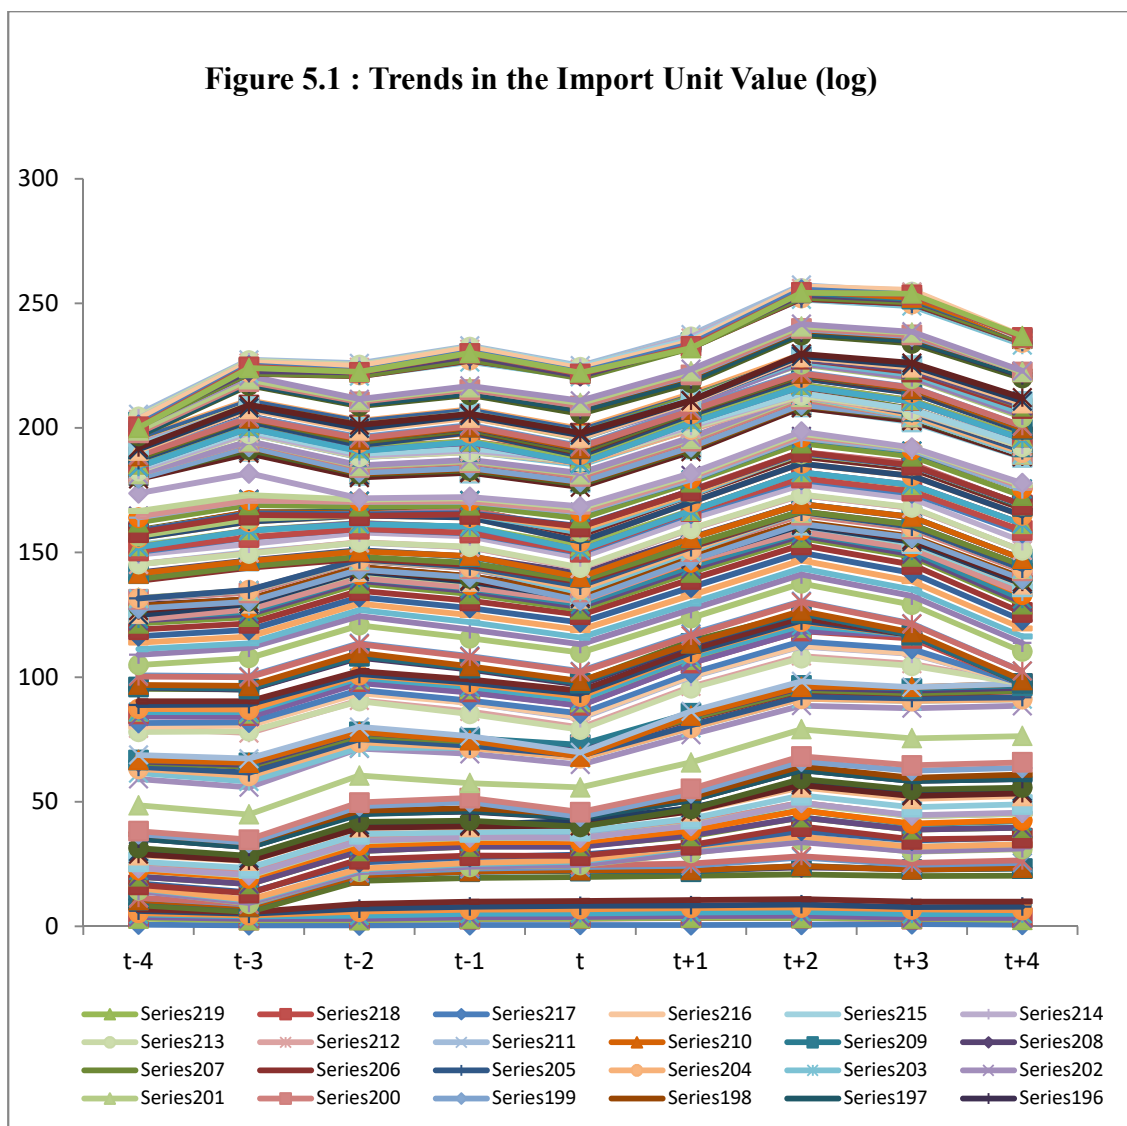 Figure 5.1 : Trends in the Import Unit Value (log)
300
250
200
150
100
50
0
t-4 t-3 t-2 t-1 t t+1 t+2 t+3 t+4
Series219 Series218 Series217 Series216 Series215 Series214
Series213 Series212 Series211 Series210 Series209 Series208
Series207 Series206 Series205 Series204 Series203 Series202
Series201 Series200 Series199 Series198 Series197 Series196